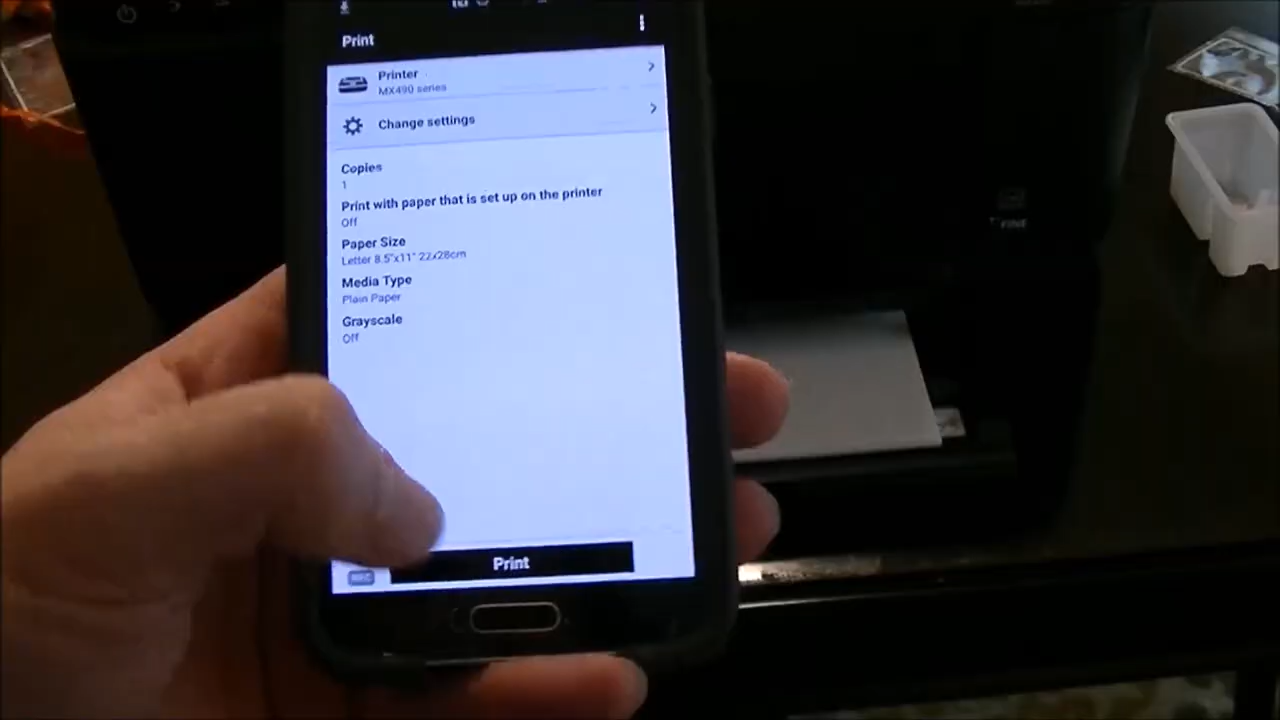 Print
Printer
MX490 series
Change settings
Copies
1
Print with paper that is set up on the printer
Off
Paper Size
Letter 8.5"x11" 22x28cm
Media Type
Plain Paper
Grayscale
Off
Print